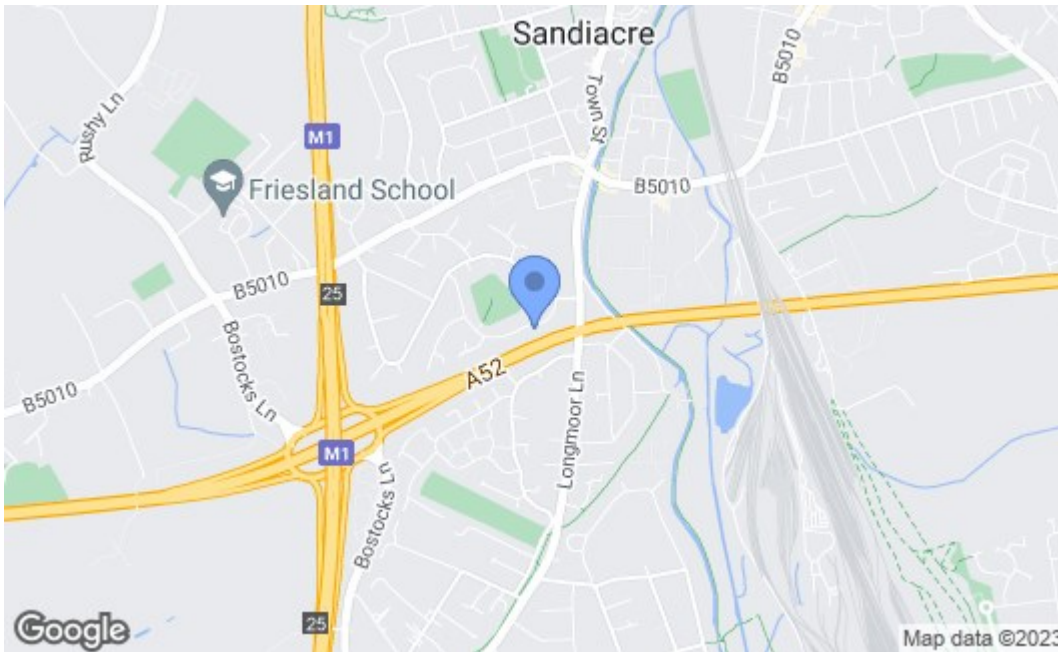 Sandiacre
B5010
Rushy Ln
Town St
M1
Friesland School
B5010
B5010
25
Bostocks Ln
A52
B5010
Longmoor Ln
M1
Bostocks Ln
25
Google
Map data ©2023